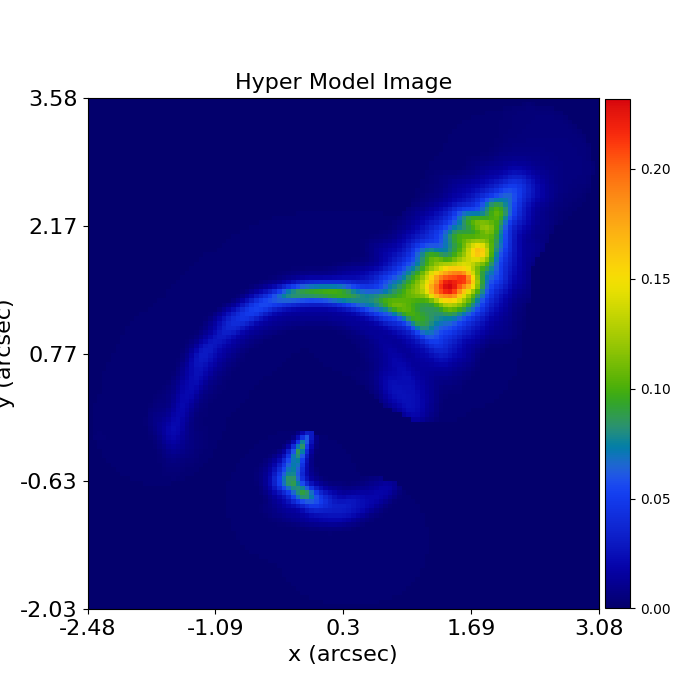 Hyper Model Image
3.58
2.17
0.77
-0.63
-2.03
y (arcsec)
-2.48 -1.09 0.3 1.69 3.08
x (arcsec)
0.20
0.15
0.10
0.05
0.00